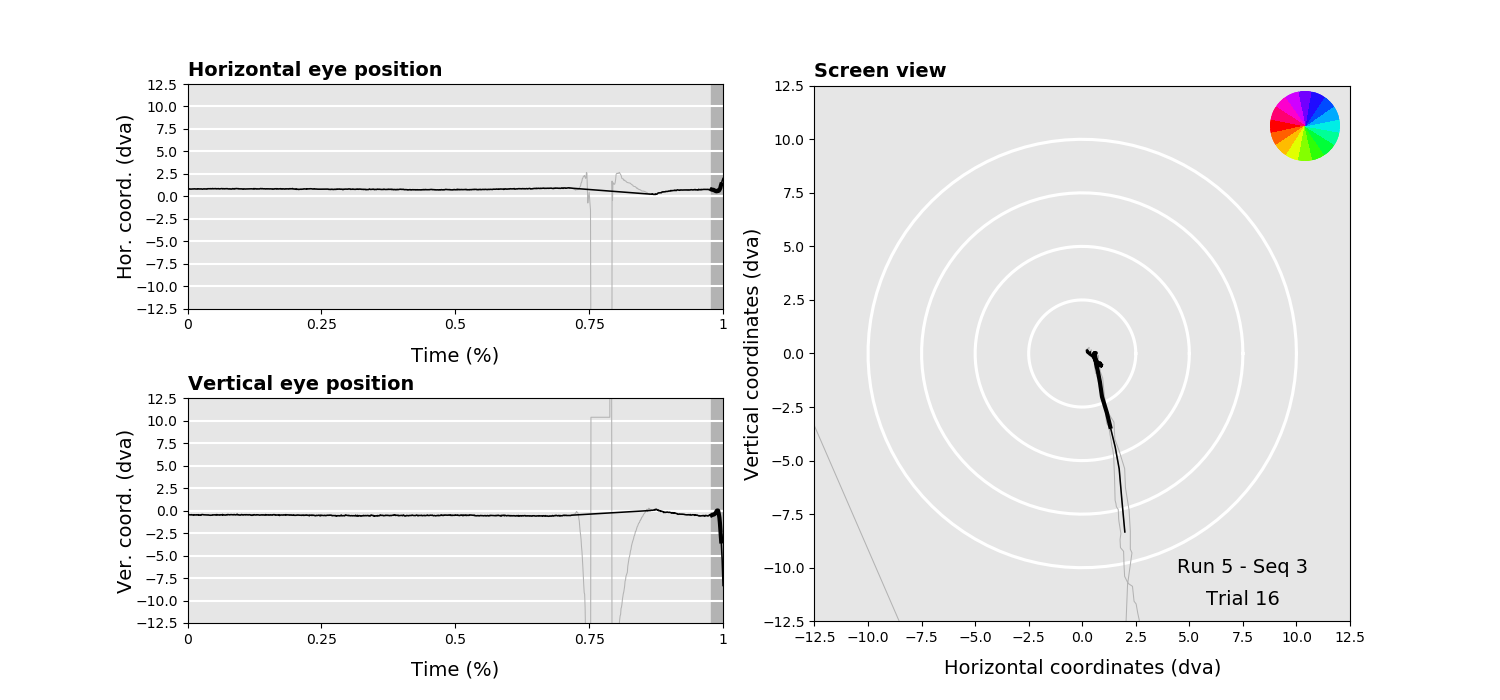 Horizontal eye position
Hor. coord. (dva)
12.5
10.0
7.5
5.0
2.5
0.0
−2.5
−5.0
−7.5
−10.0
−12.5
0 0.25 0.5 0.75 1
Time (%)
Vertical eye position
Ver. coord. (dva)
12.5
10.0
7.5
5.0
2.5
0.0
−2.5
−5.0
−7.5
−10.0
−12.5
0 0.25 0.5 0.75 1
Time (%)
Screen view
Vertical coordinates (dva)
12.5
10.0
7.5
5.0
2.5
0.0
−2.5
−5.0
−7.5
−10.0
−12.5
Run 5 - Seq 3
Trial 16
−12.5 −10.0 −7.5 −5.0 −2.5 0.0 2.5 5.0 7.5 10.0 12.5
Horizontal coordinates (dva)